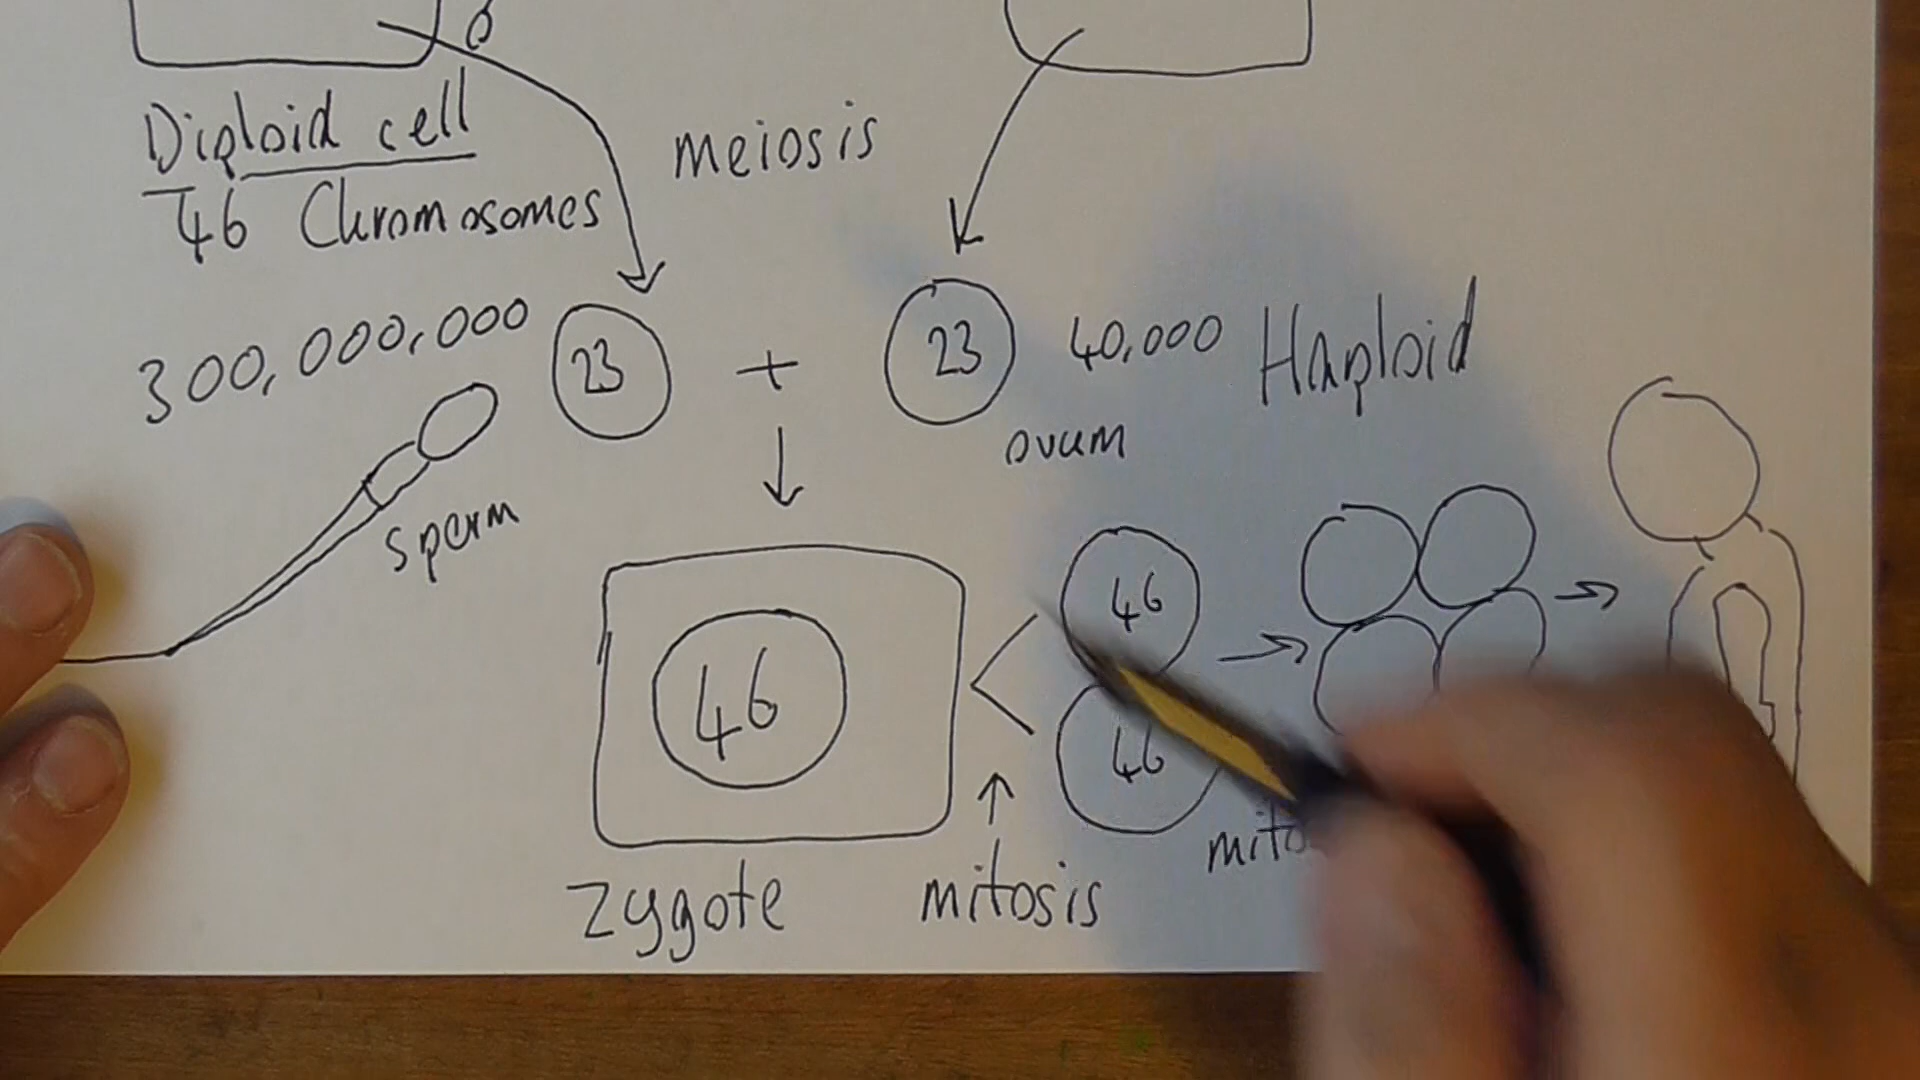 Diploid cell
46 Chromosomes
meiosis
300,000,000
23 + 23
40,000 Haploid
ovum
sperm
46
46
46
zygote
mitosis